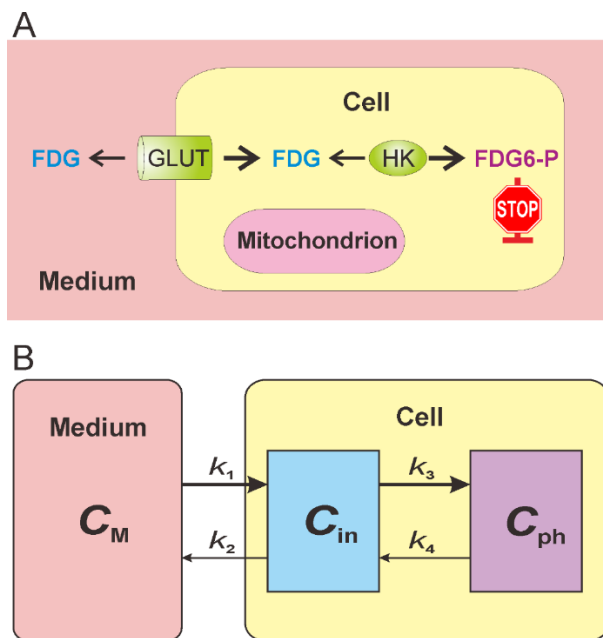 A
Cell
FDG GLUT FDG HK FDG6-P
STOP
Mitochondrion
Medium
B
Medium Cell
k1 k3
CM Cin Cph
k2 k4